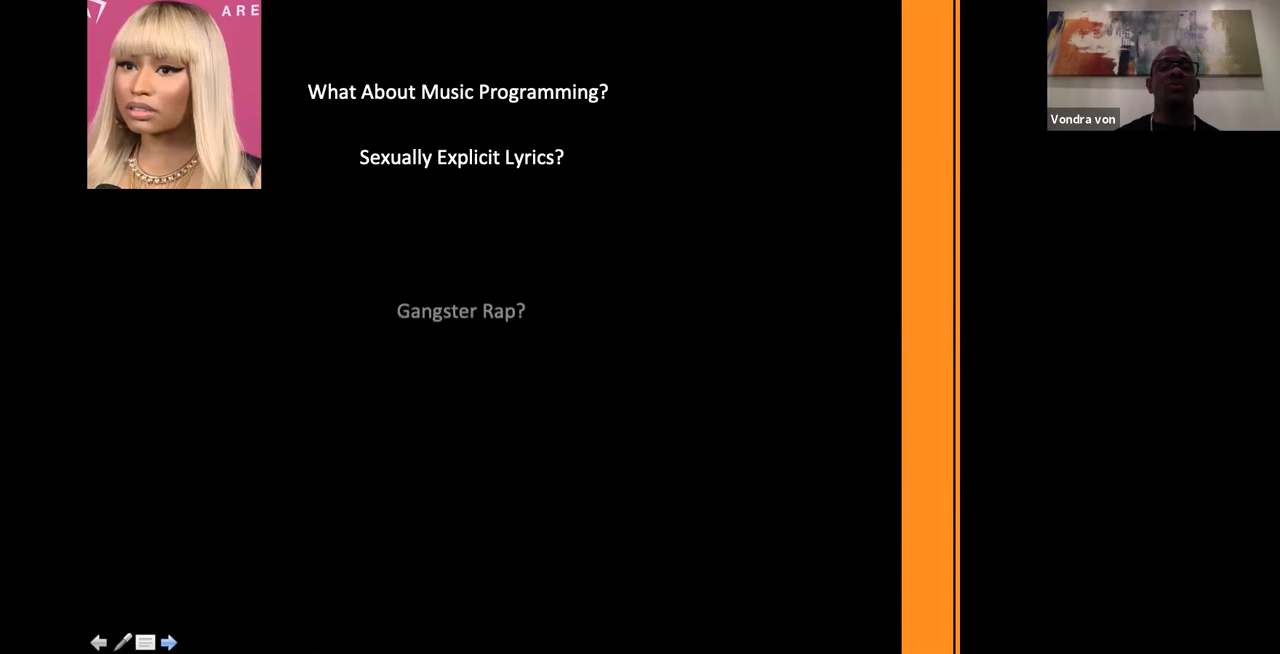 ARE
What About Music Programming?
Sexually Explicit Lyrics?
Gangster Rap?
Vondra von